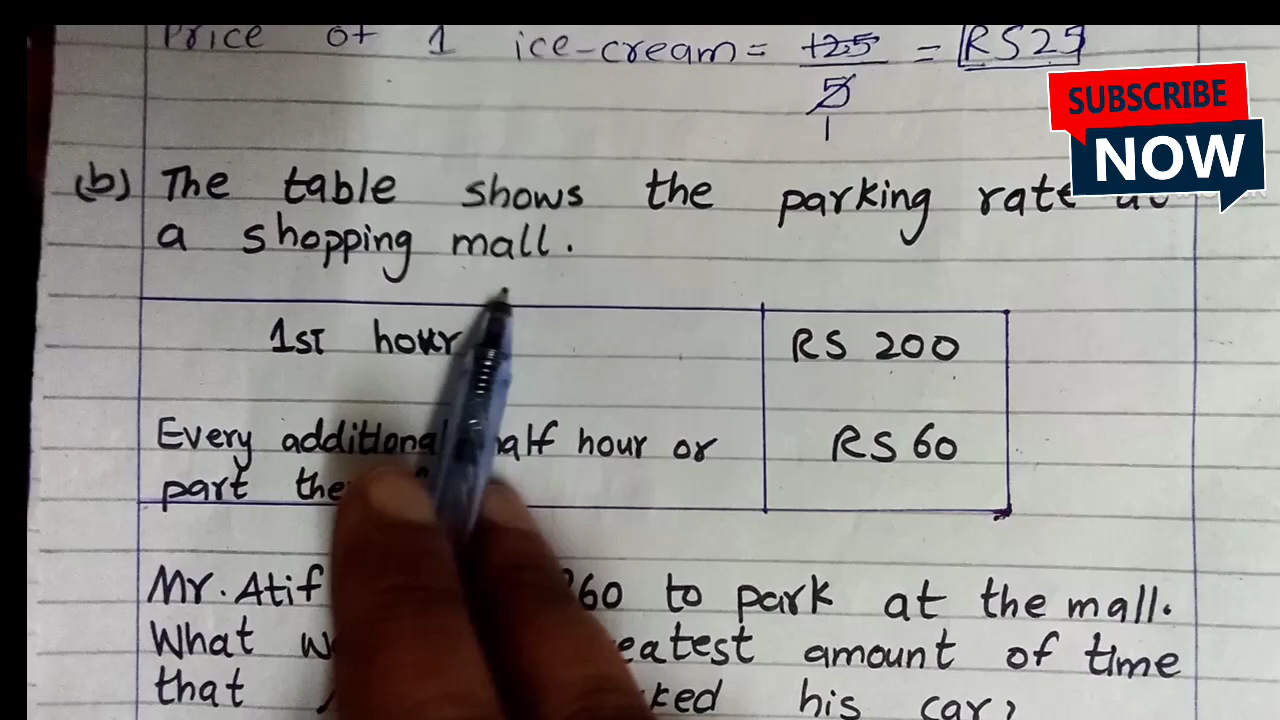 Price of 1 ice-cream = 125 = RS25
5
1
SUBSCRIBE
NOW
(b) The table shows the parking rate
a shopping mall.
1st hour RS 200
Every additional half hour or RS 60
part
Mr. Atif 360 to park at the mall.
What greatest amount of time
that his car,